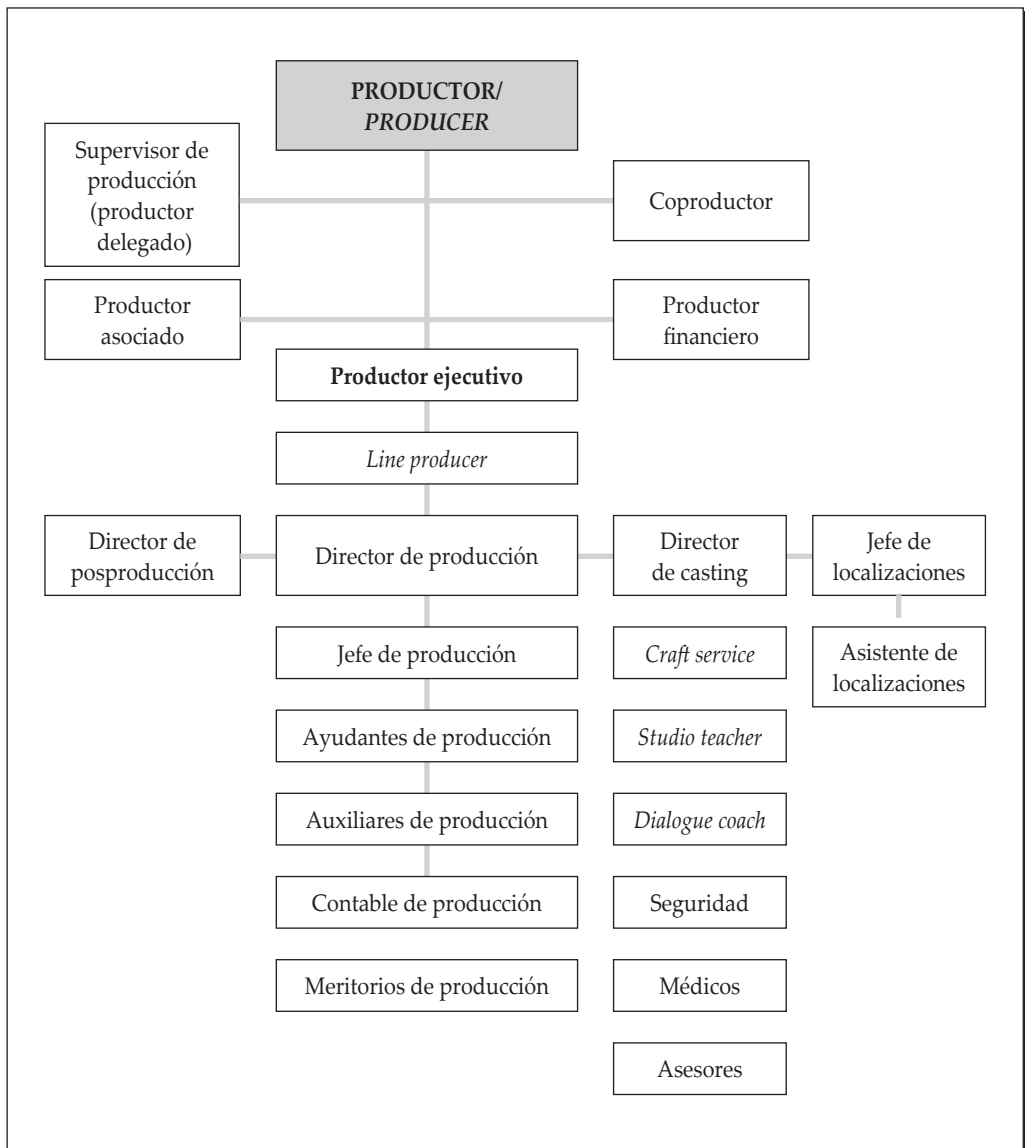 PRODUCTOR/
PRODUCER
Supervisor de
producción
(productor
delegado)
Coproductor
Productor
asociado
Productor
financiero
Productor ejecutivo
Line producer
Director de
posproducción
Director de producción
Director
de casting
Jefe de
localizaciones
Jefe de producción
Craft service
Asistente de
localizaciones
Ayudantes de producción
Studio teacher
Auxiliares de producción
Dialogue coach
Contable de producción
Seguridad
Meritorios de producción
Médicos
Asesores